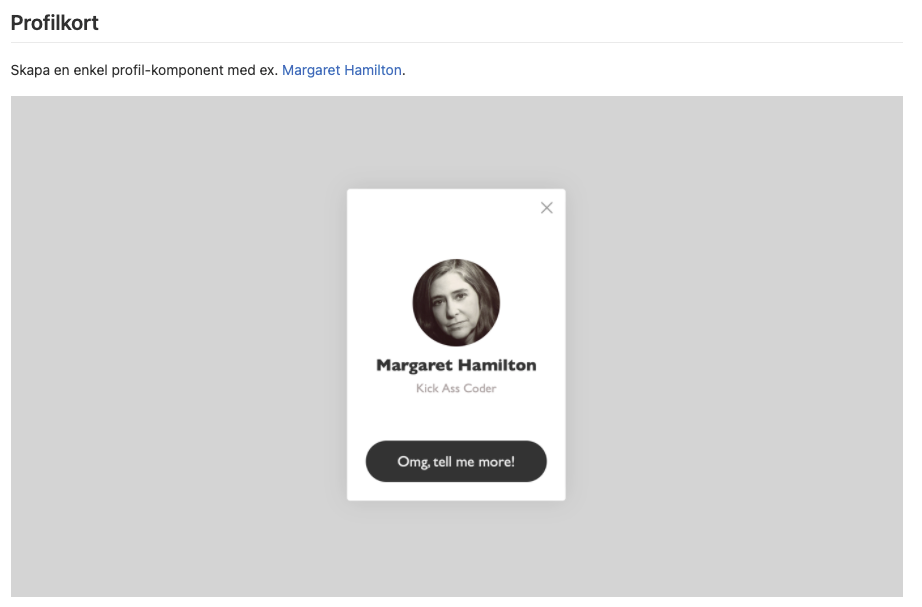 Profilkort
Skapa en enkel profil-komponent med ex. Margaret Hamilton.
Margaret Hamilton
Kick Ass Coder
Omg, tell me more!